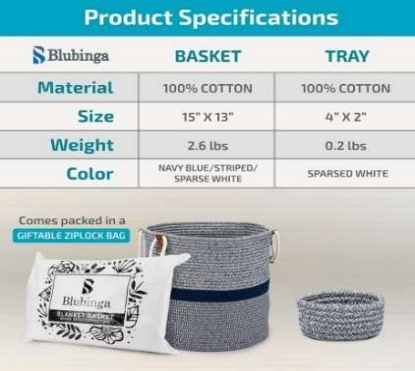 Product Specifications
Blubinga BASKET TRAY
Material 100% COTTON 100% COTTON
Size 15" X 13" 4" X 2"
Weight 2.6 lbs 0.2 lbs
Color NAVY BLUE/STRIPED/ SPARSED WHITE
SPARSE WHITE
Comes packed in a
GIFTABLE ZIPLOCK BAG
Blubinga
BLANKET BASKET